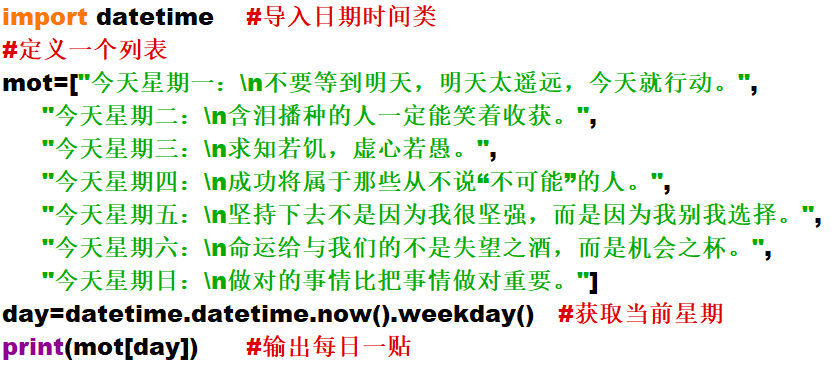 import datetime #导入日期时间类
#定义一个列表
mot=["今天星期一：\n不要等到明天，明天太遥远，今天就行动。",
"今天星期二：\n含泪播种的人一定能笑着收获。",
"今天星期三：\n求知若饥，虚心若愚。",
"今天星期四：\n成功将属于那些从不说“不可能”的人。",
"今天星期五：\n坚持下去不是因为我很坚强，而是因为我别我选择。",
"今天星期六：\n命运给与我们的不是失望之酒，而是机会之杯。",
"今天星期日：\n做对的事情比把事情做对重要。"]
day=datetime.datetime.now().weekday() #获取当前星期
print(mot[day]) #输出每日一贴